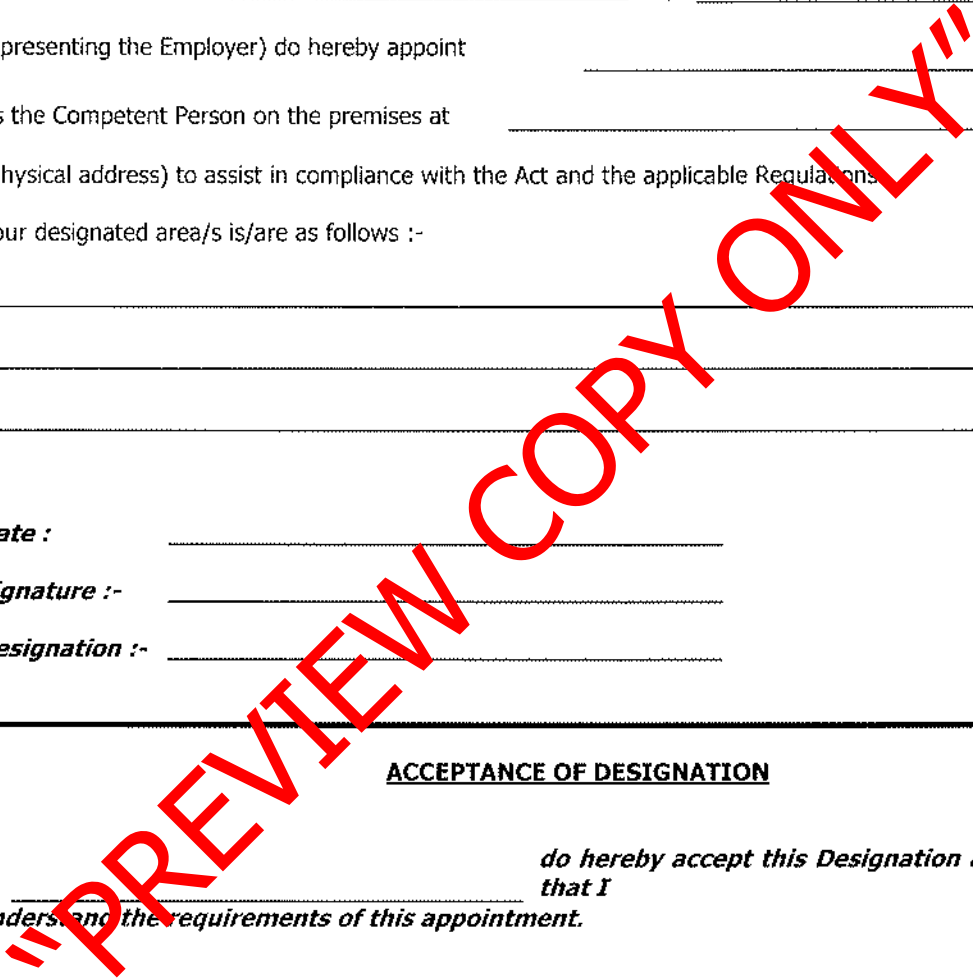 presenting the Employer) do hereby appoint
s the Competent Person on the premises at
hysical address) to assist in compliance with the Act and the applicable Regulations
our designated area/s is/are as follows :-
ate :
ignature :-
esignation :-
ACCEPTANCE OF DESIGNATION
do hereby accept this Designation
that I
nderstand the requirements of this appointment.
"PREVIEW COPY ONLY"